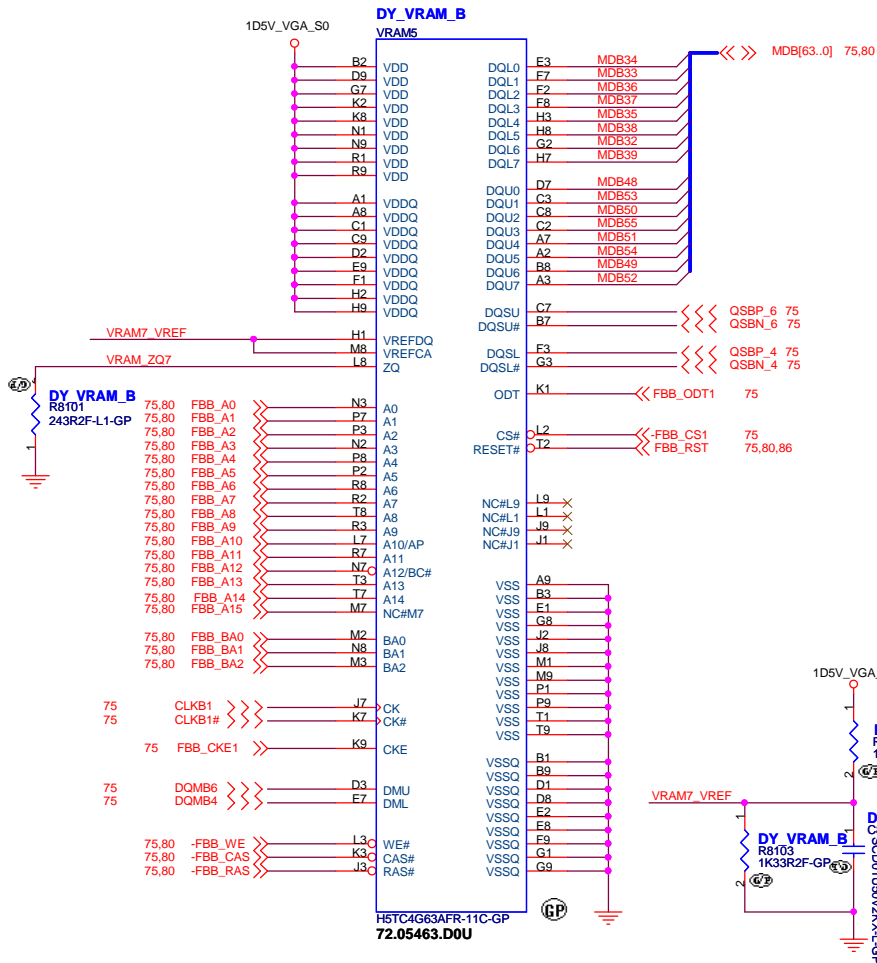 DY_VRAM_B
1D5V_VGA_S0
VRAM5
B2 VDD DQL0 E3 MDB34
D9 VDD DQL1 F7 MDB33
G7 VDD DQL2 F2 MDB36
K2 VDD DQL3 F8 MDB37
K8 VDD DQL4 H3 MDB35
N1 VDD DQL5 H8 MDB38
N9 VDD DQL6 G2 MDB32
R1 VDD DQL7 H7 MDB39
R9 VDD
MDB[63..0] 75,80
A1 VDDQ DQU0 D7 MDB48
A8 VDDQ DQU1 C3 MDB53
C1 VDDQ DQU2 C8 MDB50
C9 VDDQ DQU3 C2 MDB55
D2 VDDQ DQU4 A7 MDB51
E9 VDDQ DQU5 A2 MDB54
F1 VDDQ DQU6 B8 MDB49
H2 VDDQ DQU7 A3 MDB52
H9 VDDQ
DQSU C7 QSBP_6 75
DQSU# B7 QSBN_6 75
VRAM7_VREF H1 VREFDQ
M8 VREFCA
VRAM_ZQ7 L8 ZQ
DQSL F3 QSBP_4 75
DQSL# G3 QSBN_4 75
ODT K1 FBB_ODT1 75
DY_VRAM_B
R8101
243R2F-L1-GP
1
75,80 FBB_A0 N3 A0
75,80 FBB_A1 P7 A1
75,80 FBB_A2 P3 A2
75,80 FBB_A3 N2 A3
75,80 FBB_A4 P8 A4
75,80 FBB_A5 P2 A5
75,80 FBB_A6 R8 A6
75,80 FBB_A7 R2 A7
75,80 FBB_A8 T8 A8
75,80 FBB_A9 R3 A9
75,80 FBB_A10 L7 A10/AP
75,80 FBB_A11 R7 A11
75,80 FBB_A12 N7 A12/BC#
75,80 FBB_A13 T3 A13
75,80 FBB_A14 T7 A14
75,80 FBB_A15 M7 NC#M7
CS# L2 -FBB_CS1 75
RESET# T2 FBB_RST 75,80,86
NC#L9 L9
NC#L1 L1
NC#J9 J9
NC#J1 J1
75,80 FBB_BA0 M2 BA0
75,80 FBB_BA1 N8 BA1
75,80 FBB_BA2 M3 BA2
75 CLKB1 J7 CK
75 CLKB1# K7 CK#
75 FBB_CKE1 K9 CKE
75 DQMB6 D3 DMU
75 DQMB4 E7 DML
75,80 -FBB_WE L3 WE#
75,80 -FBB_CAS K3 CAS#
75,80 -FBB_RAS J3 RAS#
VSS A9
VSS B3
VSS E1
VSS G8
VSS J2
VSS J8
VSS M1
VSS M9
VSS P1
VSS P9
VSS T1
VSS T9
VSSQ B1
VSSQ B9
VSSQ D1
VSSQ D8
VSSQ E2
VSSQ E8
VSSQ F9
VSSQ G1
VSSQ G9
H5TC4G63AFR-11C-GP
72.05463.D0U
GP
1D5V_VGA_
1
2
VRAM7_VREF
1
DY_VRAM_B
R8103
1K33R2F-GP
2
1